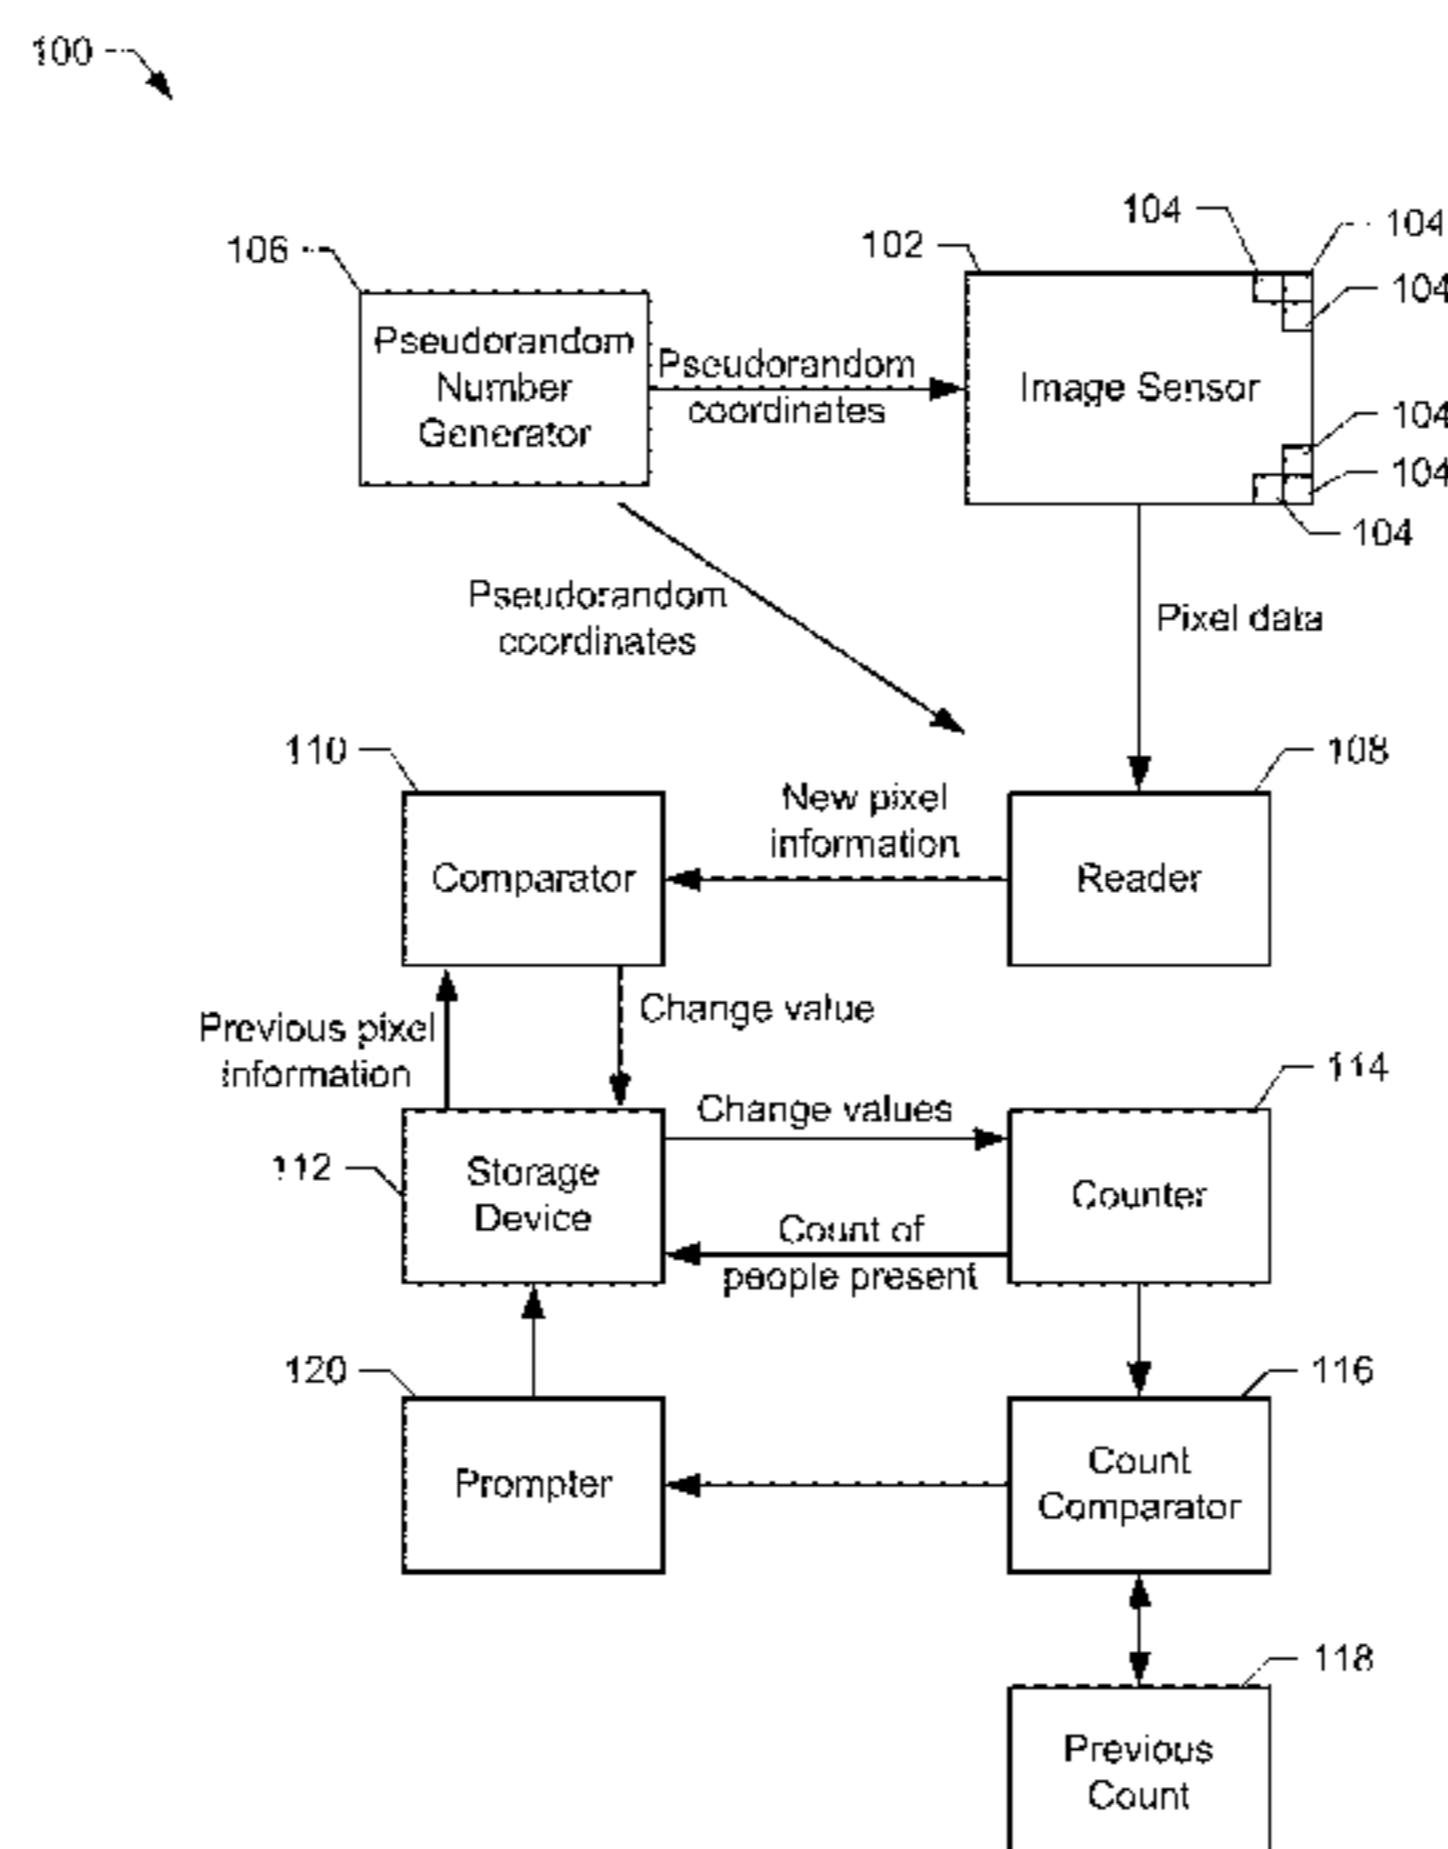 100
104
104
102
106
104
Pseudorandom
Number
Generator
Pseudorandom
coordinates
Image Sensor
104
104
104
Pseudorandom
coordinates
Pixel data
110
108
New pixel
information
Comparator
Reader
Change value
Previous pixel
information
114
Change values
112
Storage
Device
Counter
Count of
people present
120
116
Prompter
Count
Comparator
118
Previous
Count